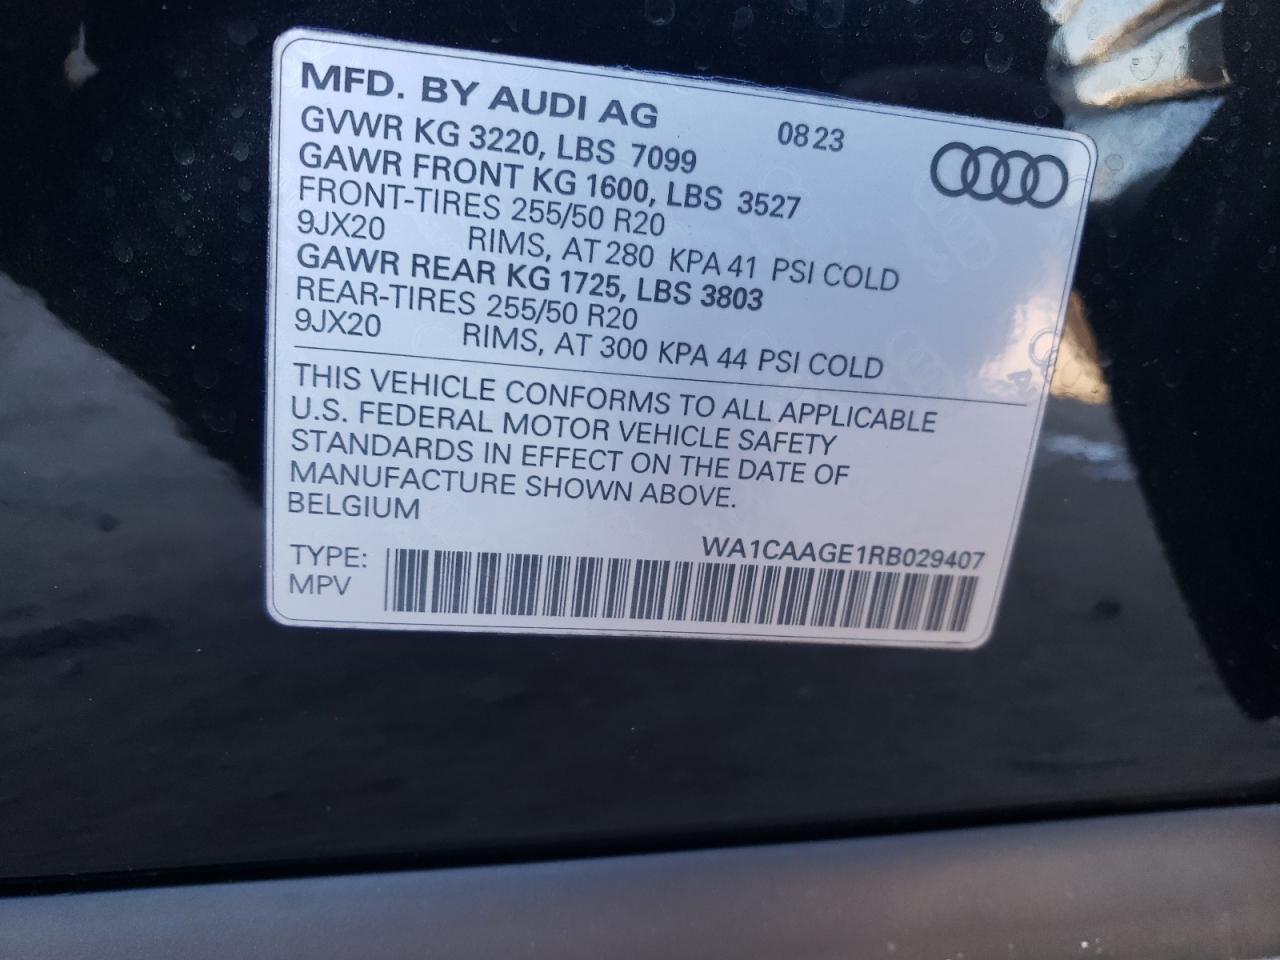 MFD. BY AUDI AG 0823
GVWR KG 3220, LBS 7099
GAWR FRONT KG 1600, LBS 3527
FRONT-TIRES 255/50 R20
9JX20 RIMS, AT 280 KPA 41 PSI COLD
GAWR REAR KG 1725, LBS 3803
REAR-TIRES 255/50 R20
9JX20 RIMS, AT 300 KPA 44 PSI COLD
THIS VEHICLE CONFORMS TO ALL APPLICABLE
U.S. FEDERAL MOTOR VEHICLE SAFETY
STANDARDS IN EFFECT ON THE DATE OF
MANUFACTURE SHOWN ABOVE.
BELGIUM
WA1CAAGE1RB029407
TYPE:
MPV